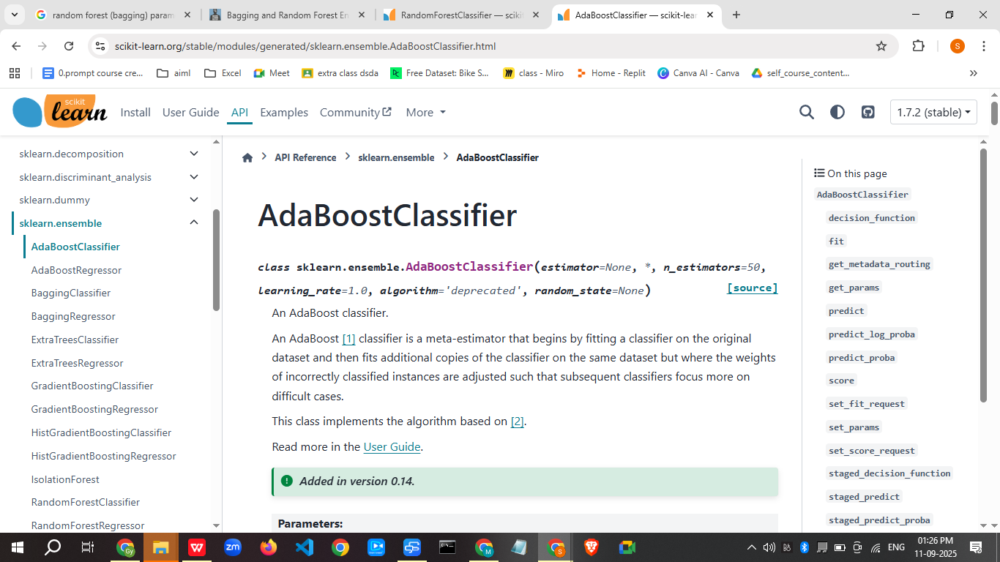 random forest (bagging) param
Bagging and Random Forest En
RandomForestClassifier — scikit
AdaBoostClassifier — scikit-lear
scikit-learn.org/stable/modules/generated/sklearn.ensemble.AdaBoostClassifier.html
S
0.prompt course cre...
aiml
Excel
Meet
extra class dsda
Free Dataset: Bike S...
class - Miro
Home - Replit
Canva AI - Canva
self_course_content...
scikit
learn
Install
User Guide
API
Examples
Community
More
1.7.2 (stable)
sklearn.decomposition
sklearn.discriminant_analysis
sklearn.dummy
sklearn.ensemble
AdaBoostClassifier
AdaBoostRegressor
BaggingClassifier
BaggingRegressor
ExtraTreesClassifier
ExtraTreesRegressor
GradientBoostingClassifier
GradientBoostingRegressor
HistGradientBoostingClassifier
HistGradientBoostingRegressor
IsolationForest
RandomForestClassifier
RandomForestRegressor
API Reference
sklearn.ensemble
AdaBoostClassifier
AdaBoostClassifier
class sklearn.ensemble.AdaBoostClassifier(estimator=None, *, n_estimators=50,
learning_rate=1.0, algorithm='deprecated', random_state=None)
[source]
An AdaBoost classifier.
An AdaBoost [1] classifier is a meta-estimator that begins by fitting a classifier on the original
dataset and then fits additional copies of the classifier on the same dataset but where the weights
of incorrectly classified instances are adjusted such that subsequent classifiers focus more on
difficult cases.
This class implements the algorithm based on [2].
Read more in the User Guide.
Added in version 0.14.
Parameters:
On this page
AdaBoostClassifier
decision_function
fit
get_metadata_routing
get_params
predict
predict_log_proba
predict_proba
score
set_fit_request
set_params
set_score_request
staged_decision_function
staged_predict
staged_predict_proba
ENG
01:26 PM
11-09-2025